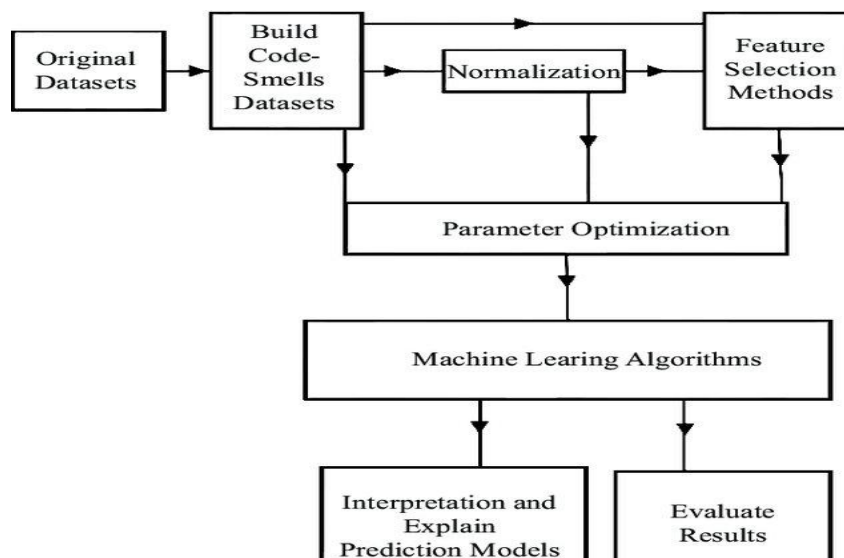 Original
Datasets
Build
Code-
Smells
Datasets
Normalization
Feature
Selection
Methods
Parameter Optimization
Machine Learing Algorithms
Interpretation and
Explain
Prediction Models
Evaluate
Results